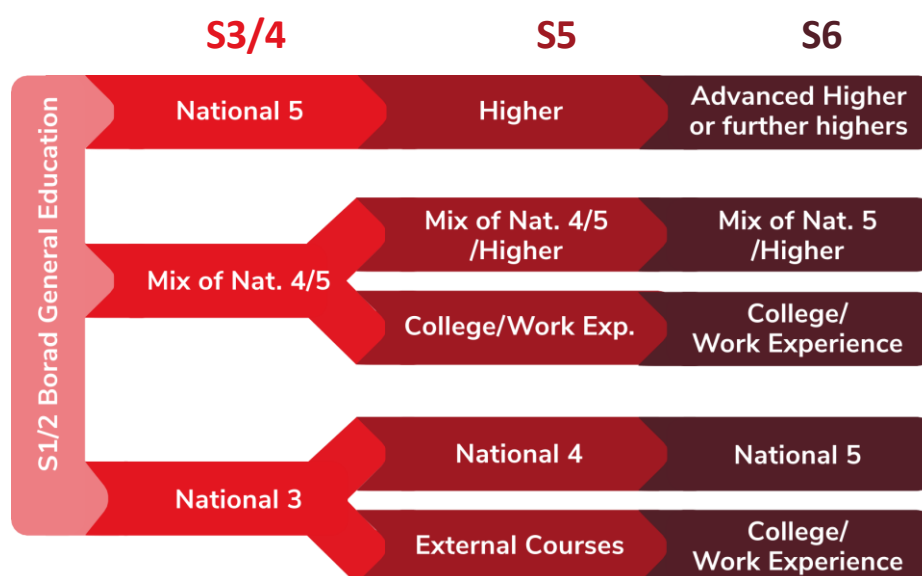 S3/4 S5 S6
S1/2 Borad General Education
National 5
Higher
Advanced Higher
or further highers
Mix of Nat. 4/5
Mix of Nat. 4/5
/Higher
Mix of Nat. 5
/Higher
College/Work Exp.
College/
Work Experience
National 3
National 4
National 5
External Courses
College/
Work Experience